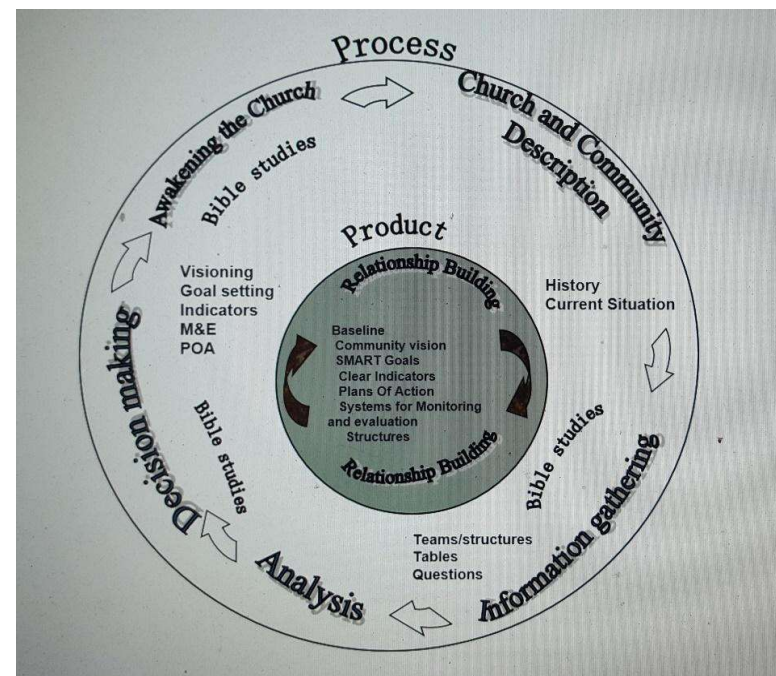 Process
Awakening the Church
Church and Community
Description
Bible studies
Product
Relationship Building
Visioning
Goal setting
Indicators
M&E
POA
History
Current Situation
Baseline
Community vision
SMART Goals
Clear Indicators
Plans Of Action
Systems for Monitoring
and evaluation
Structures
Relationship Building
Decision making
Bible studies
Bible studies
Information gathering
Teams/structures
Tables
Questions
Analysis